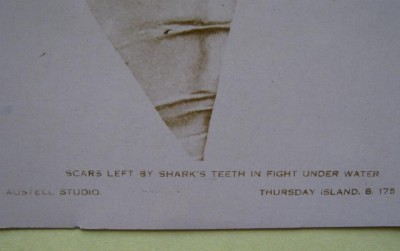 SCARS LEFT BY SHARK'S TEETH IN FIGHT UNDER WATER
AUSTELL STUDIO. THURSDAY ISLAND. B 175